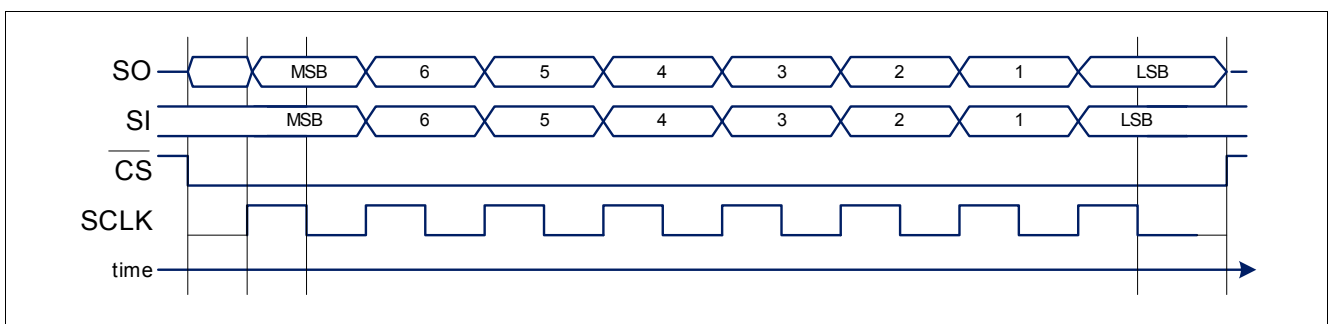 SO MSB 6 5 4 3 2 1 LSB
SI MSB 6 5 4 3 2 1 LSB
CS
SCLK
time